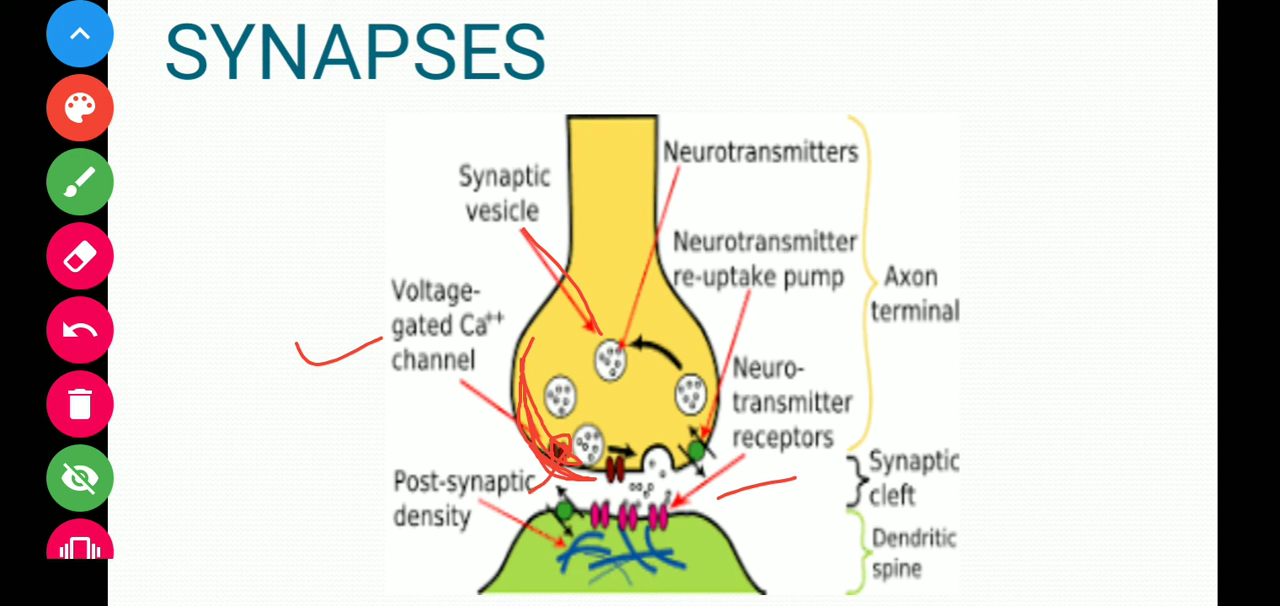 SYNAPSES
Neurotransmitters
Synaptic
vesicle
Neurotransmitter
re-uptake pump
Voltage-
gated Ca++
channel
Axon
terminal
Neuro-
transmitter
receptors
Synaptic
cleft
Post-synaptic
density
Dendritic
spine